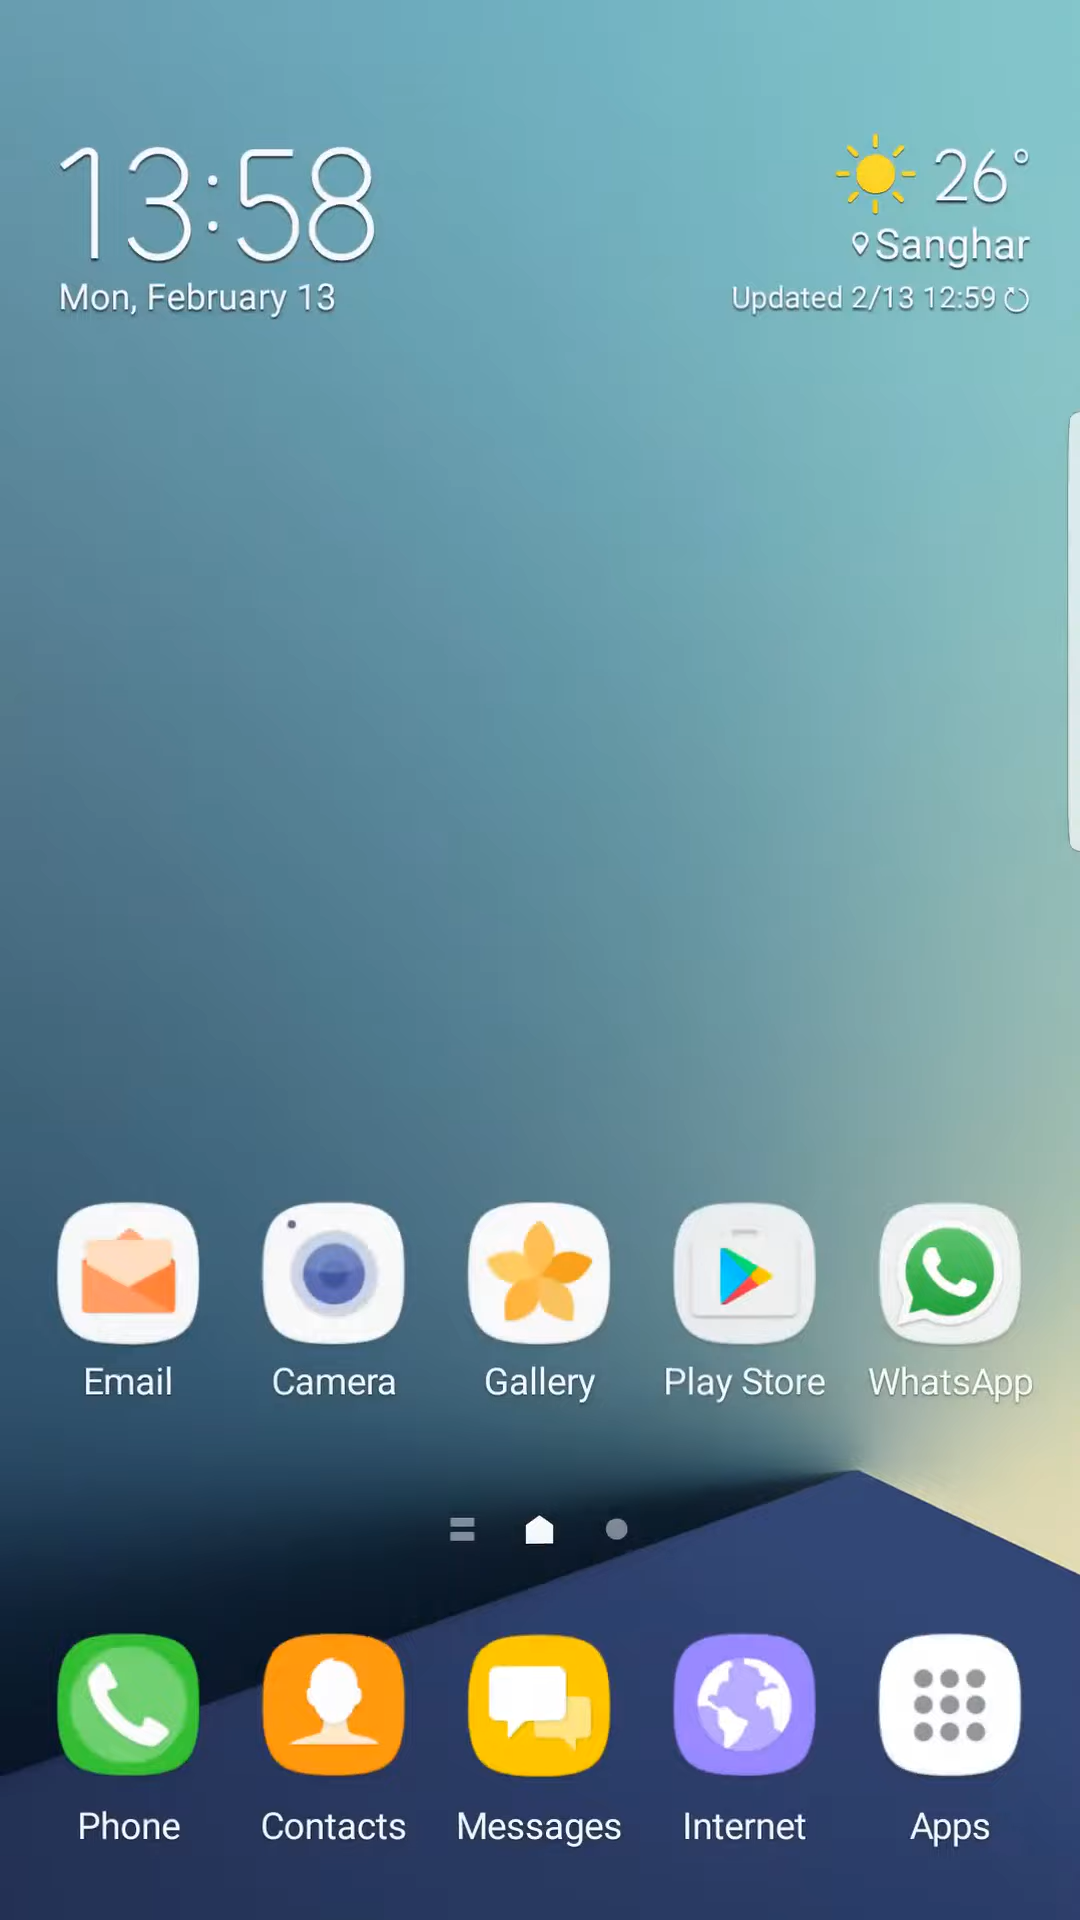 13:58
Mon, February 13
26°
Sanghar
Updated 2/13 12:59
Email
Camera
Gallery
Play Store
WhatsApp
Phone
Contacts
Messages
Internet
Apps